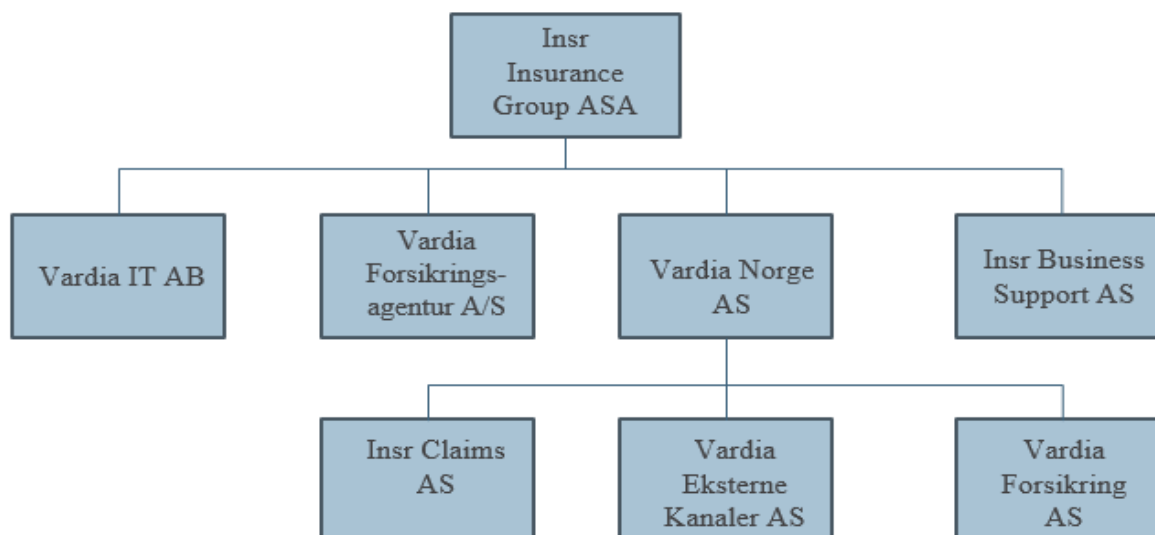 Insr
Insurance
Group ASA
Vardia IT AB
Vardia
Forsikrings-
agentur A/S
Vardia Norge
AS
Insr Business
Support AS
Insr Claims
AS
Vardia
Eksterne
Kanaler AS
Vardia
Forsikring
AS